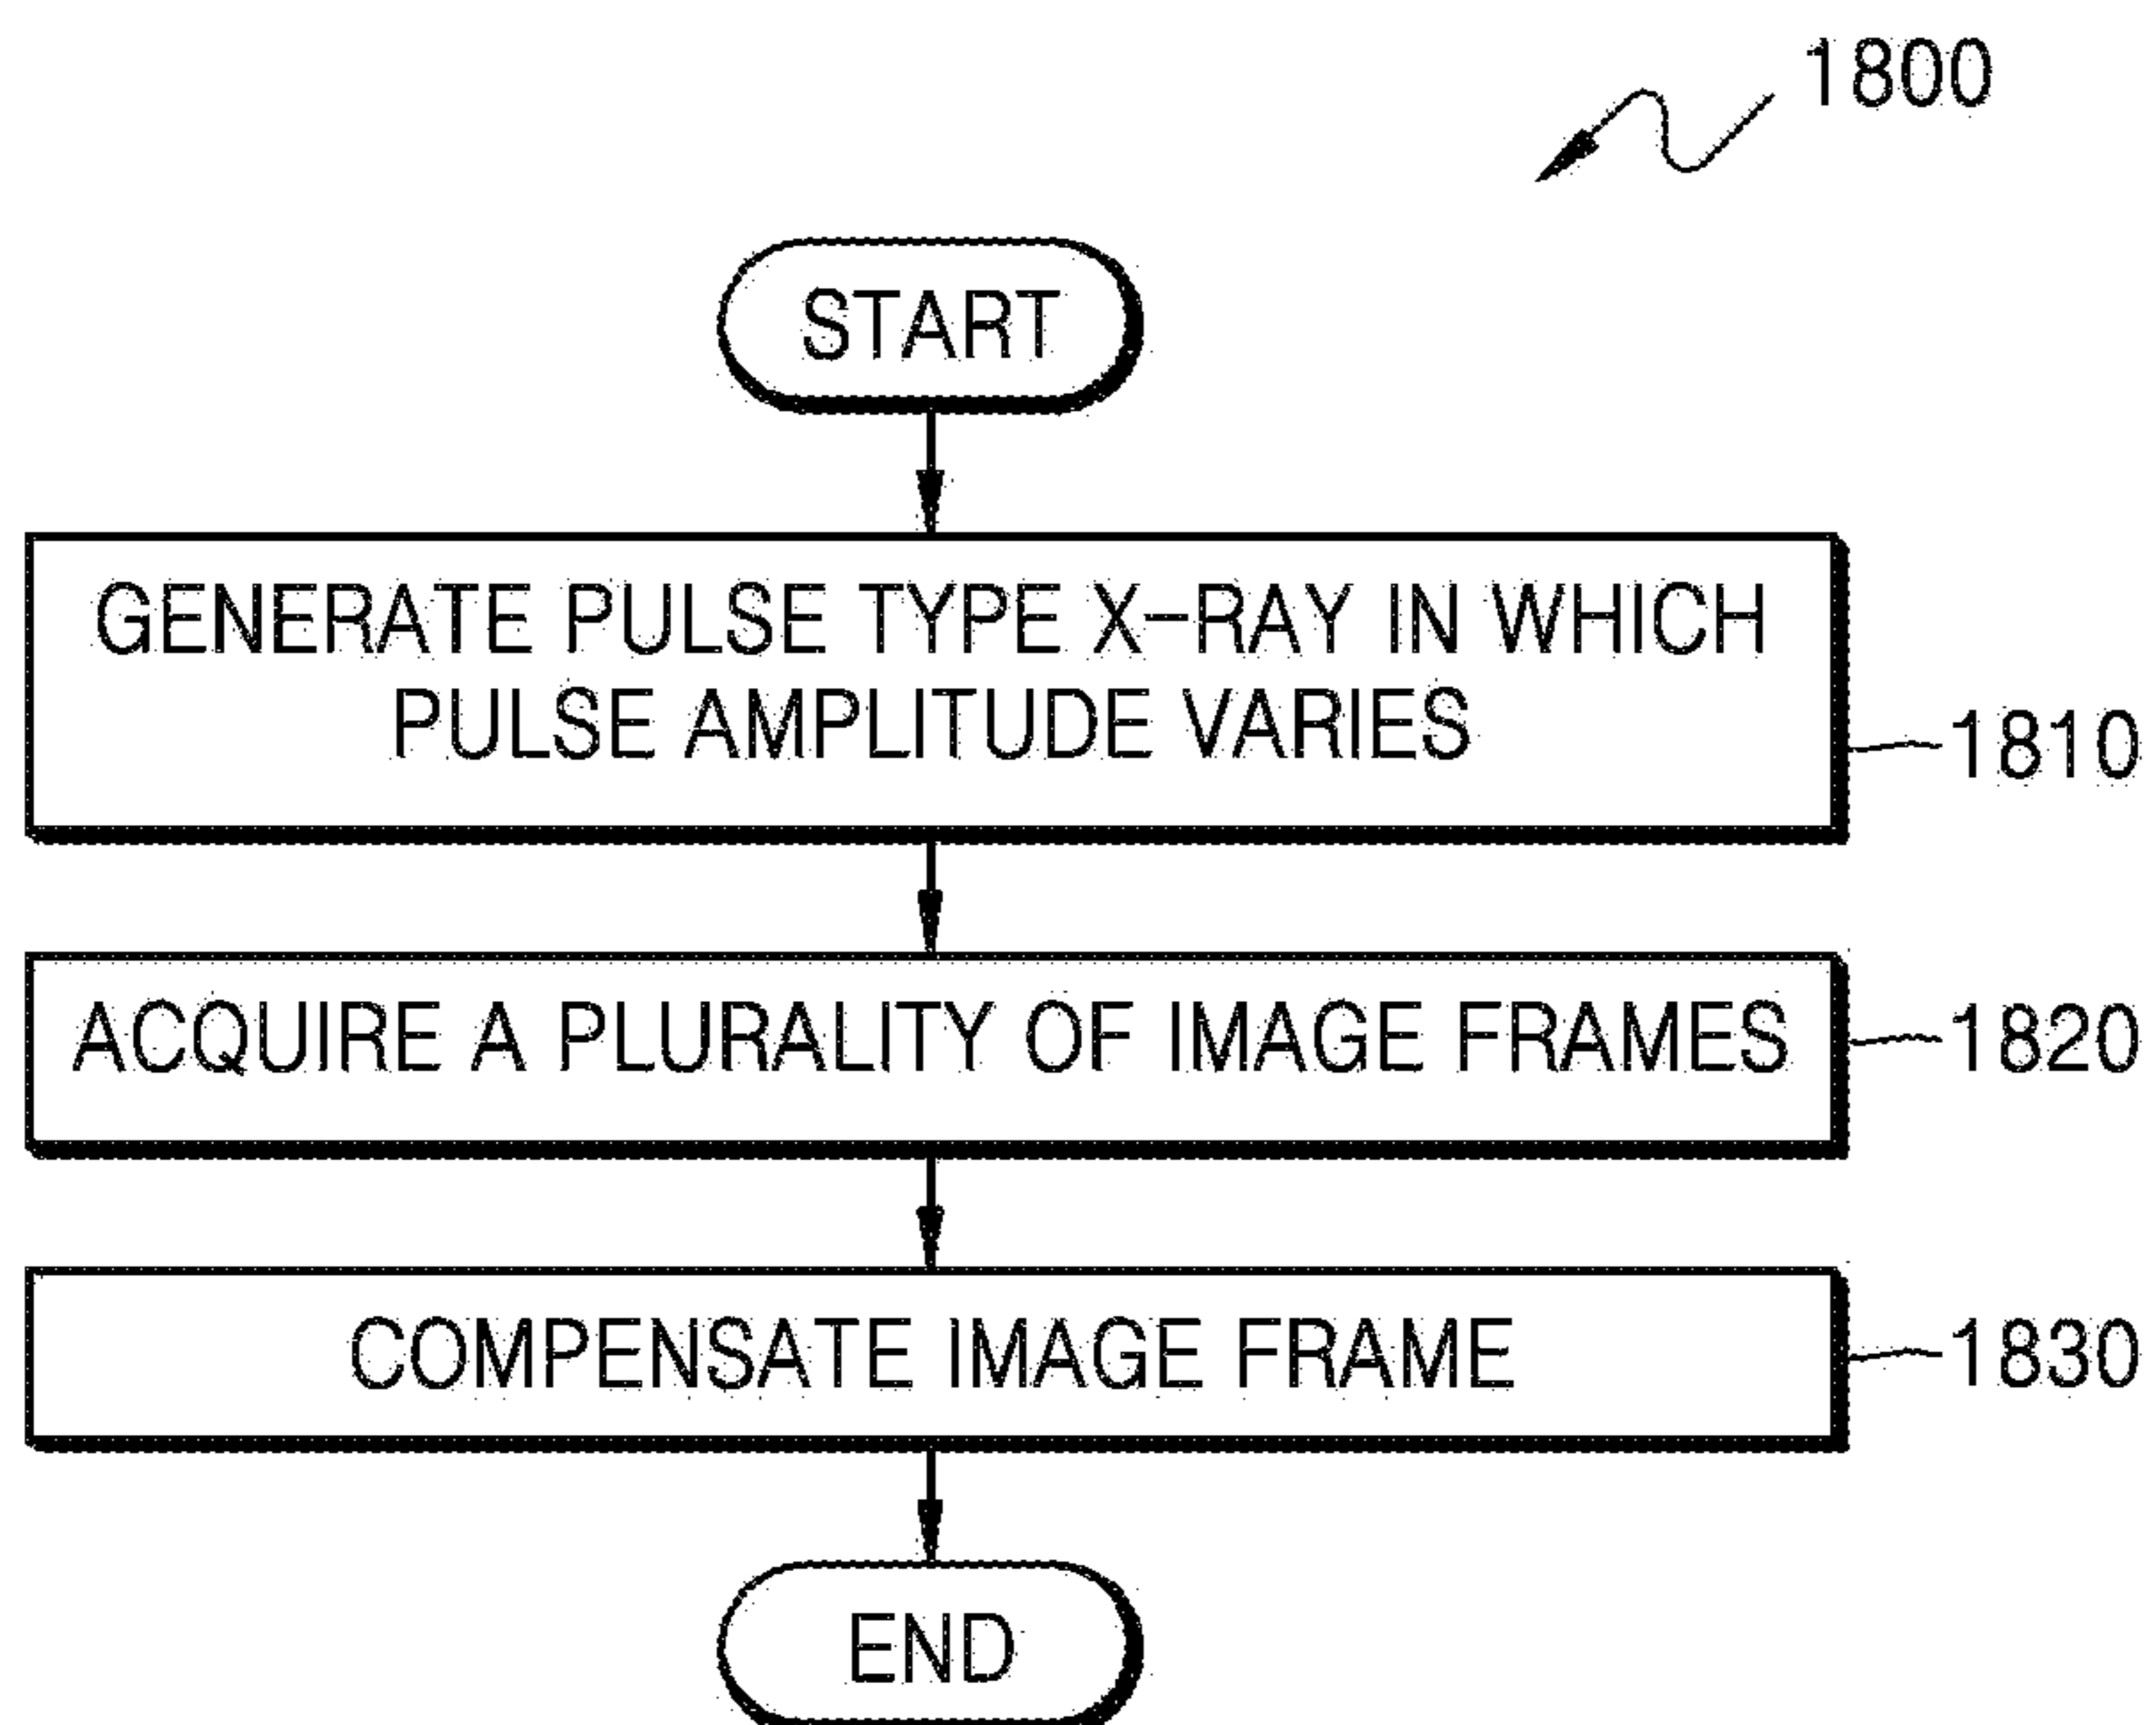 1800
START
GENERATE PULSE TYPE X-RAY IN WHICH
PULSE AMPLITUDE VARIES
1810
ACQUIRE A PLURALITY OF IMAGE FRAMES
1820
COMPENSATE IMAGE FRAME
1830
END